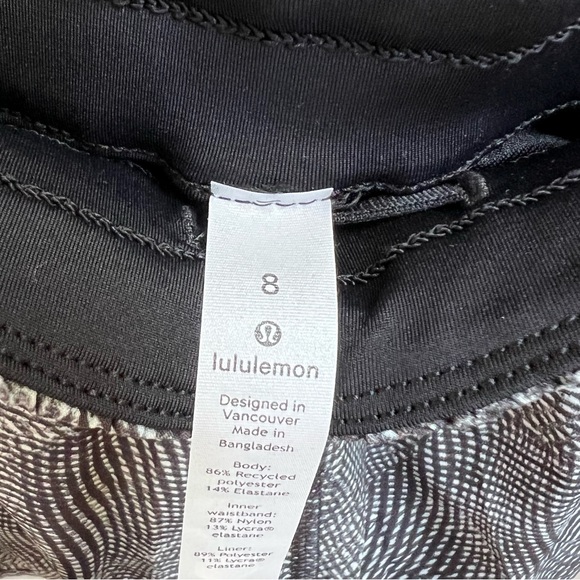 8
lululemon
Designed in
Vancouver
Made in
Bangladesh
Body:
86% Recycled
polyester
14% Elastane
Inner
waistband:
87% Nylon
13% Lycra®
elastane
Liner:
89% Polyester
11% Lycra®
elastane